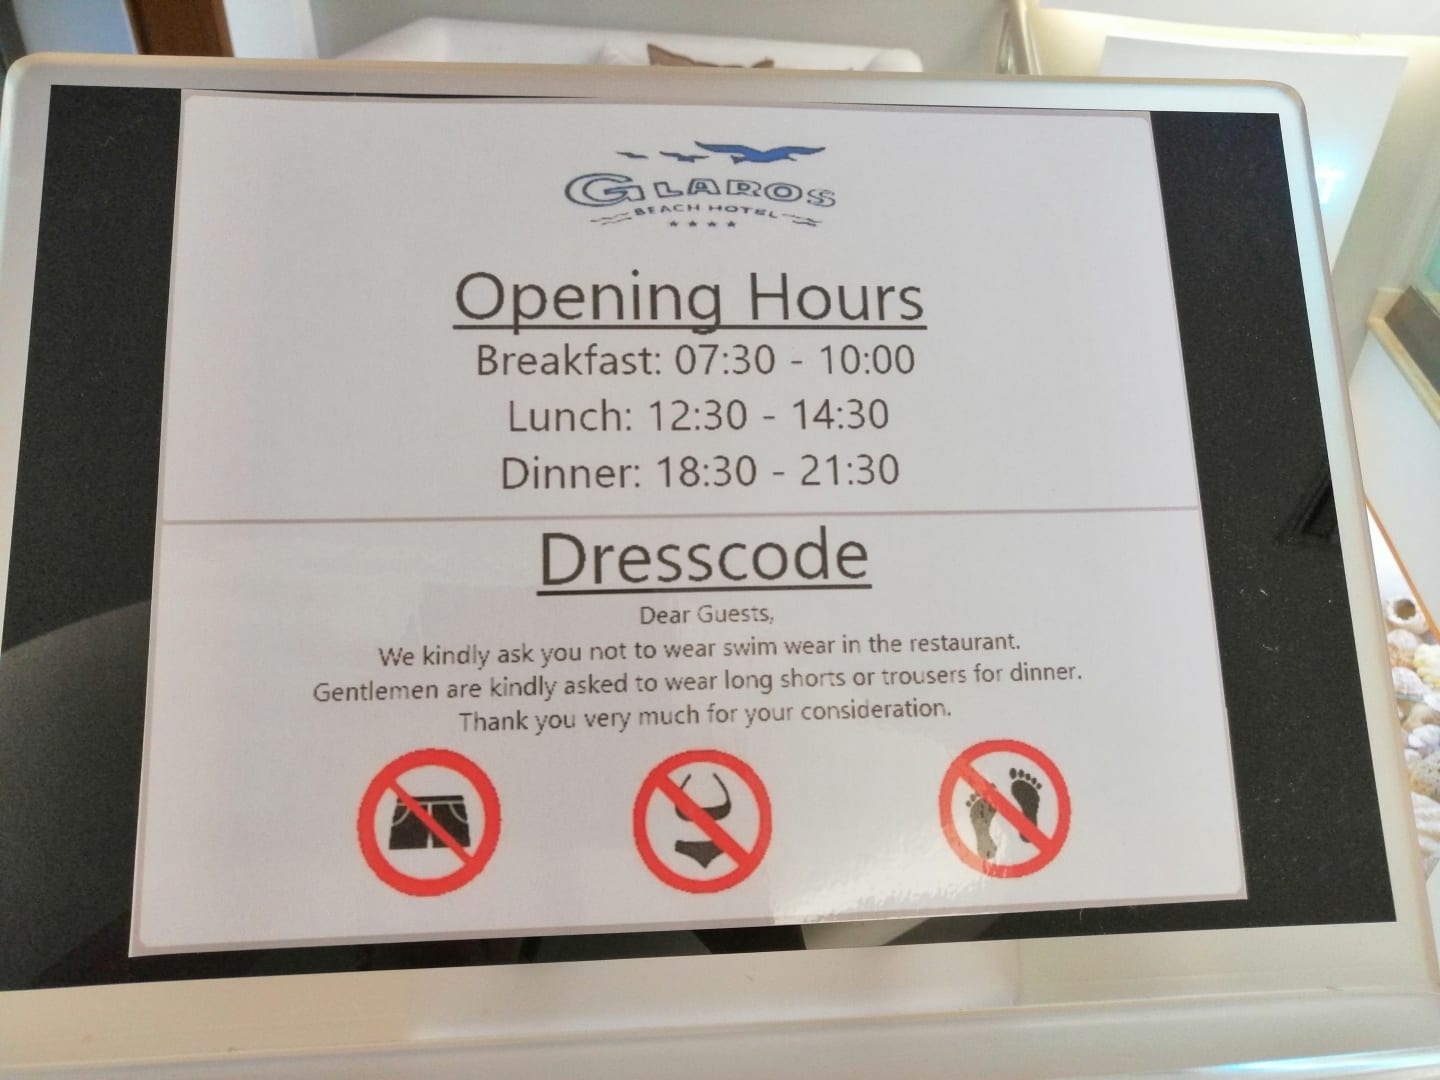 GLAROS
BEACH HOTEL
Opening Hours
Breakfast: 07:30 - 10:00
Lunch: 12:30 - 14:30
Dinner: 18:30 - 21:30
Dresscode
Dear Guests,
We kindly ask you not to wear swim wear in the restaurant.
Gentlemen are kindly asked to wear long shorts or trousers for dinner.
Thank you very much for your consideration.